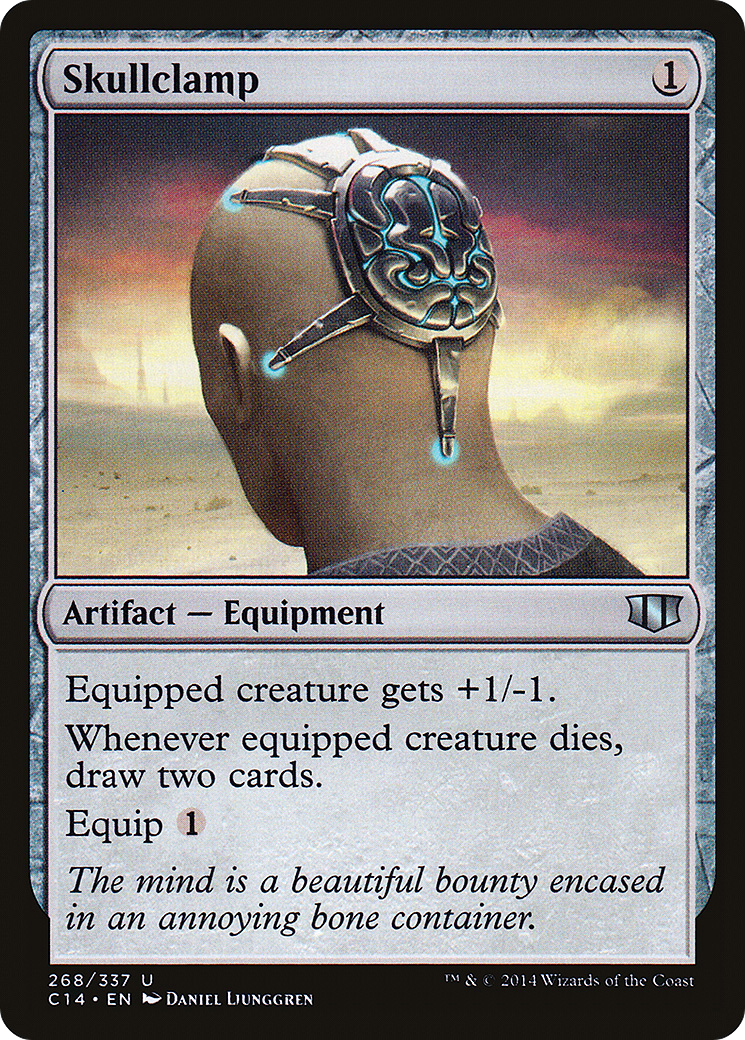 Skullclamp 1
Artifact — Equipment
Equipped creature gets +1/-1.
Whenever equipped creature dies,
draw two cards.
Equip 1
The mind is a beautiful bounty encased
in an annoying bone container.
268/337 U ™ & © 2014 Wizards of the Coast
C14 • EN Daniel Ljunggren